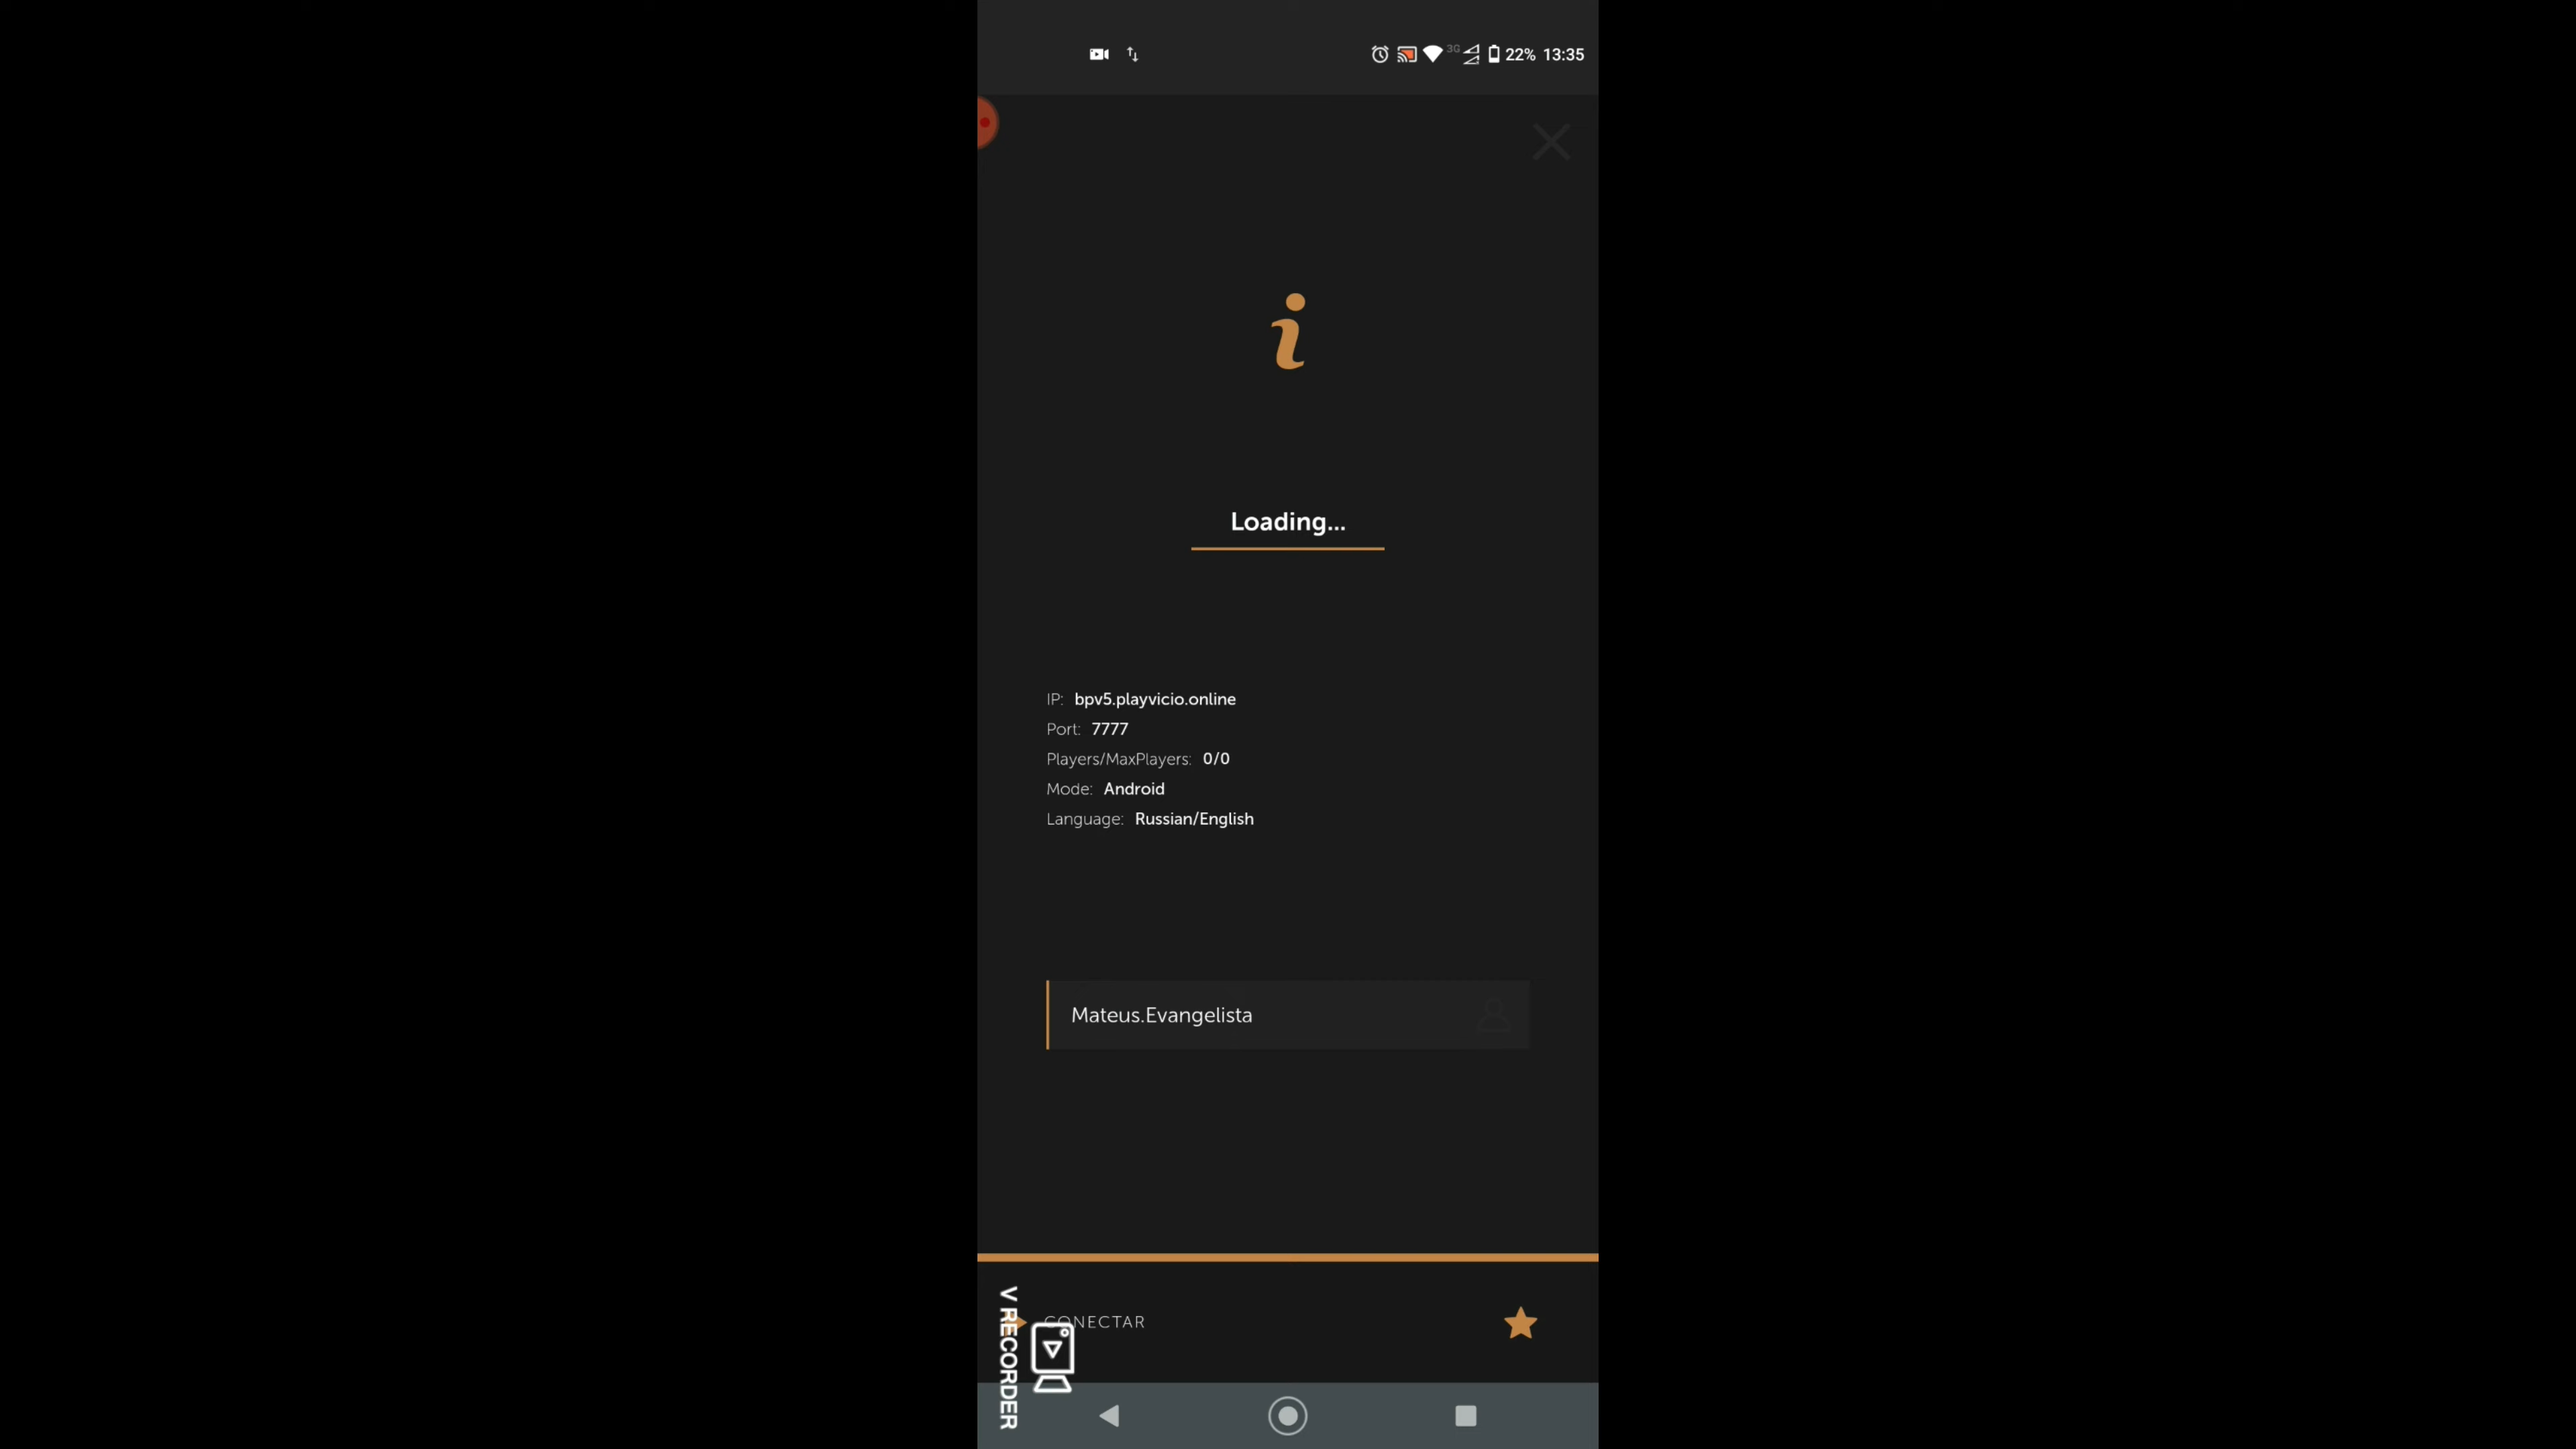 3G 22% 13:35
i
Loading...
IP: bpv5.playvicio.online
Port: 7777
Players/MaxPlayers: 0/0
Mode: Android
Language: Russian/English
Mateus.Evangelista
CONECTAR
V RECORDER